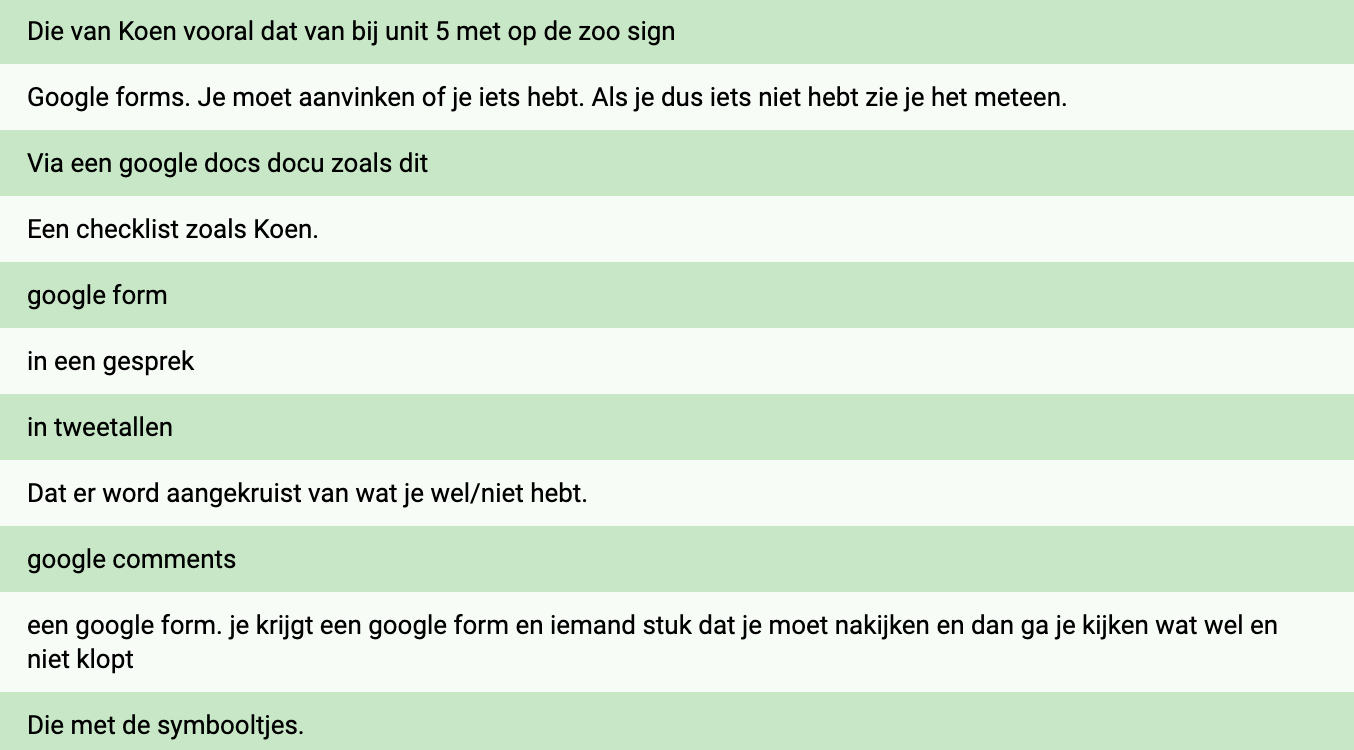 Die van Koen vooral dat van bij unit 5 met op de zoo sign
Google forms. Je moet aanvinken of je iets hebt. Als je dus iets niet hebt zie je het meteen.
Via een google docs docu zoals dit
Een checklist zoals Koen.
google form
in een gesprek
in tweetallen
Dat er word aangekruist van wat je wel/niet hebt.
google comments
een google form. je krijgt een google form en iemand stuk dat je moet nakijken en dan ga je kijken wat wel en
niet klopt
Die met de symbooltjes.